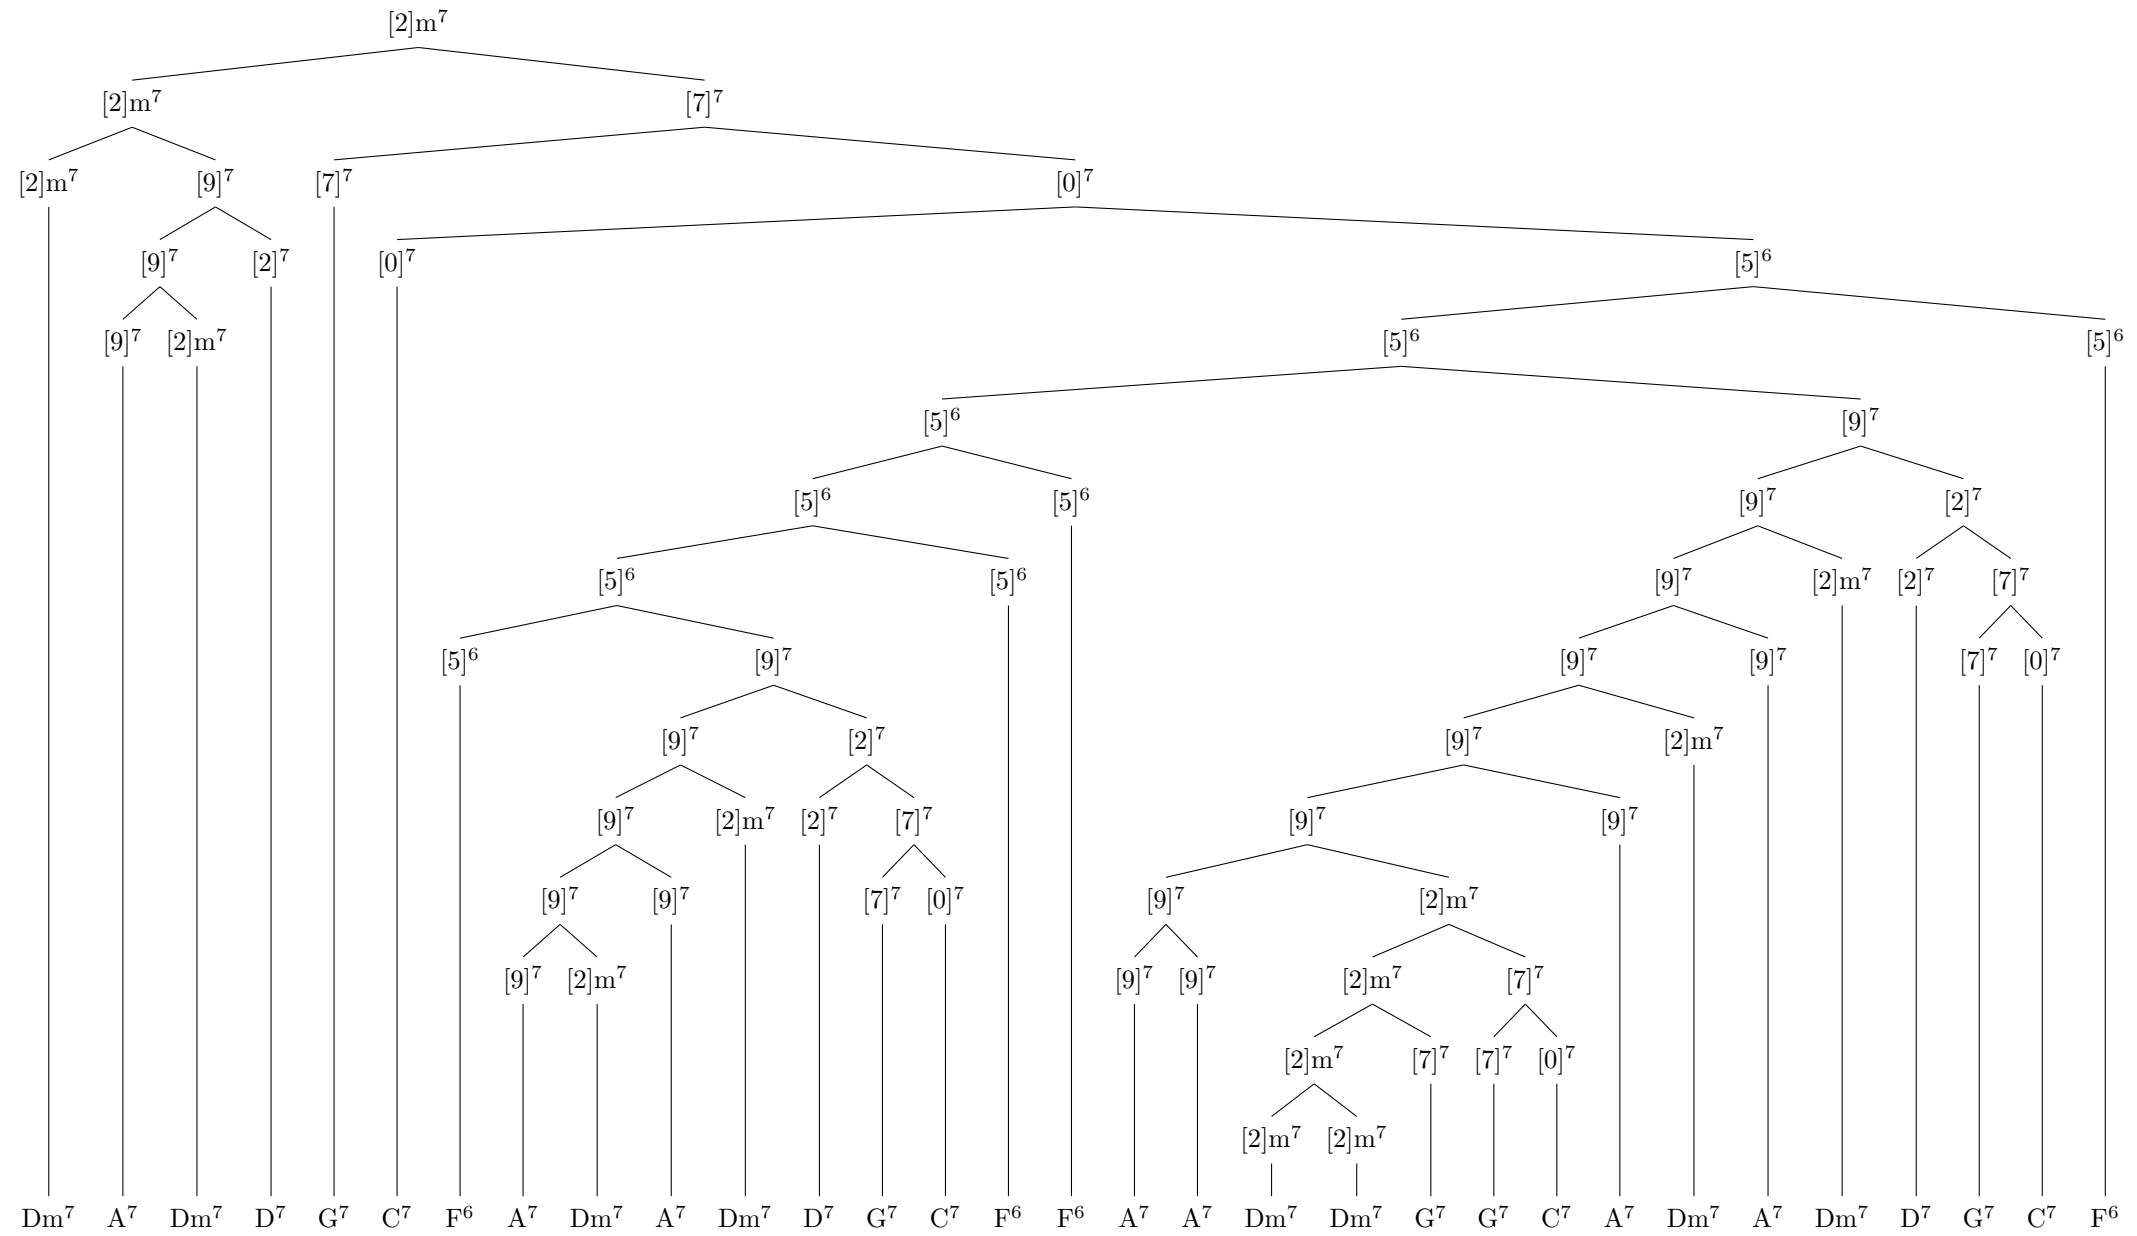 [2]m⁷
[2]m⁷ [7]⁷
[2]m⁷ [9]⁷ [7]⁷ [0]⁷
[9]⁷ [2]⁷ [0]⁷ [5]⁶
[9]⁷ [2]m⁷ [5]⁶ [5]⁶
[5]⁶ [9]⁷
[5]⁶ [5]⁶ [9]⁷ [2]⁷
[5]⁶ [5]⁶ [9]⁷ [2]m⁷ [2]⁷ [7]⁷
[5]⁶ [9]⁷ [9]⁷ [9]⁷ [7]⁷ [0]⁷
[9]⁷ [2]⁷ [9]⁷ [2]m⁷
[9]⁷ [2]m⁷ [2]⁷ [7]⁷ [9]⁷ [9]⁷
[9]⁷ [9]⁷ [7]⁷ [0]⁷ [9]⁷ [2]m⁷
[9]⁷ [2]m⁷ [9]⁷ [9]⁷ [2]m⁷ [7]⁷
[2]m⁷ [7]⁷ [7]⁷ [0]⁷
[2]m⁷ [2]m⁷
Dm⁷ A⁷ Dm⁷ D⁷ G⁷ C⁷ F⁶ A⁷ Dm⁷ A⁷ Dm⁷ D⁷ G⁷ C⁷ F⁶ F⁶ A⁷ A⁷ Dm⁷ Dm⁷ G⁷ G⁷ C⁷ A⁷ Dm⁷ A⁷ Dm⁷ D⁷ G⁷ C⁷ F⁶